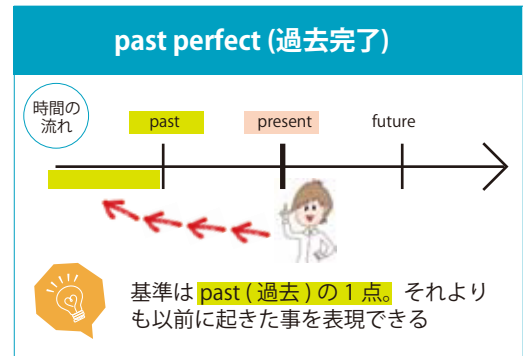 past perfect (過去完了)
時間の
流れ
past
present
future
基準は past ( 過去 ) の 1 点。それより
も以前に起きた事を表現できる